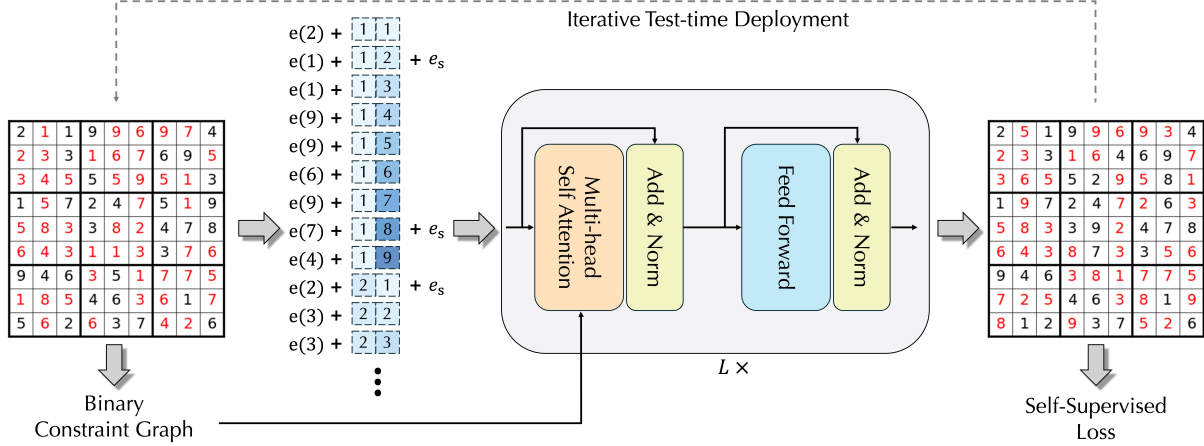 Iterative Test-time Deployment
2 1 1 9 9 6 9 7 4
2 3 3 1 6 7 6 9 5
3 4 5 5 5 9 5 1 3
1 5 7 2 4 7 5 1 9
5 8 3 3 8 2 4 7 8
6 4 3 1 1 3 3 7 6
9 4 6 3 5 1 7 7 5
1 8 5 4 6 3 6 1 7
5 6 2 6 3 7 4 2 6
Binary
Constraint Graph
e(2) + 1 1
e(1) + 1 2 + eₛ
e(1) + 1 3
e(9) + 1 4
e(9) + 1 5
e(6) + 1 6
e(9) + 1 7
e(7) + 1 8 + eₛ
e(4) + 1 9
e(2) + 2 1 + eₛ
e(3) + 2 2
e(3) + 2 3
Multi-head
Self Attention
Add & Norm
Feed Forward
Add & Norm
L ×
2 5 1 9 9 6 9 3 4
2 3 3 1 6 4 6 9 7
3 6 5 5 2 9 5 8 1
1 9 7 2 4 7 2 6 3
5 8 3 3 9 2 4 7 8
6 4 3 8 7 3 3 5 6
9 4 6 3 8 1 7 7 5
7 2 5 4 6 3 8 1 9
8 1 2 9 3 7 5 2 6
Self-Supervised
Loss